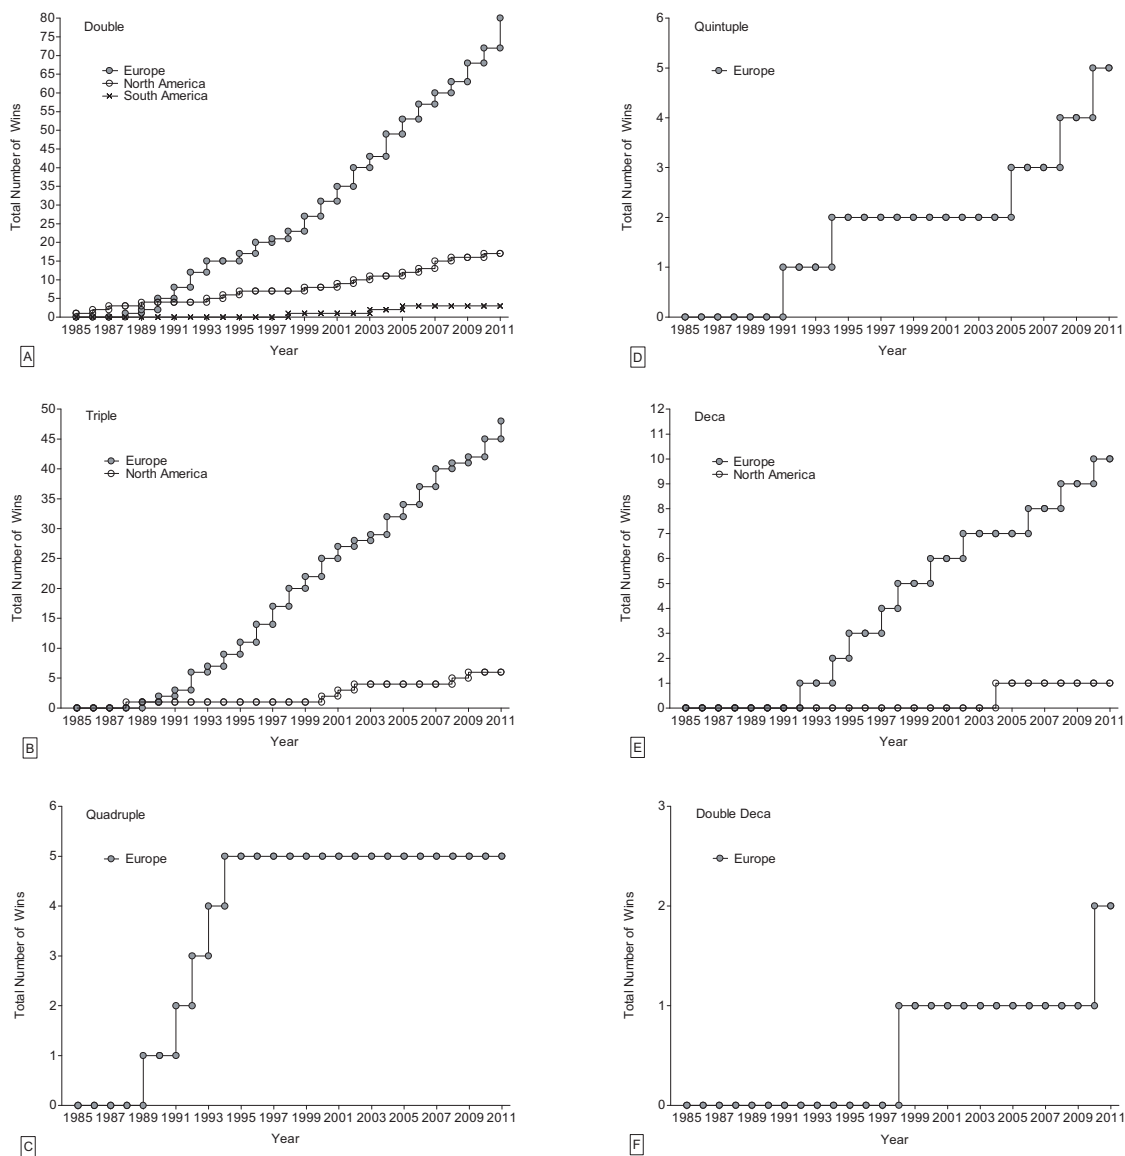 Double
Europe
North America
South America
80
75
70
65
60
55
50
45
40
35
30
25
20
15
10
5
0
Total Number of Wins
1985 1987 1989 1991 1993 1995 1997 1999 2001 2003 2005 2007 2009 2011
Year
A
Triple
Europe
North America
50
45
40
35
30
25
20
15
10
5
0
Total Number of Wins
1985 1987 1989 1991 1993 1995 1997 1999 2001 2003 2005 2007 2009 2011
Year
B
Quadruple
Europe
6
5
4
3
2
1
0
Total Number of Wins
1985 1987 1989 1991 1993 1995 1997 1999 2001 2003 2005 2007 2009 2011
Year
C
Quintuple
Europe
6
5
4
3
2
1
0
Total Number of Wins
1985 1987 1989 1991 1993 1995 1997 1999 2001 2003 2005 2007 2009 2011
Year
D
Deca
Europe
North America
12
11
10
9
8
7
6
5
4
3
2
1
0
Total Number of Wins
1985 1987 1989 1991 1993 1995 1997 1999 2001 2003 2005 2007 2009 2011
Year
E
Double Deca
Europe
3
2
1
0
Total Number of Wins
1985 1987 1989 1991 1993 1995 1997 1999 2001 2003 2005 2007 2009 2011
Year
F